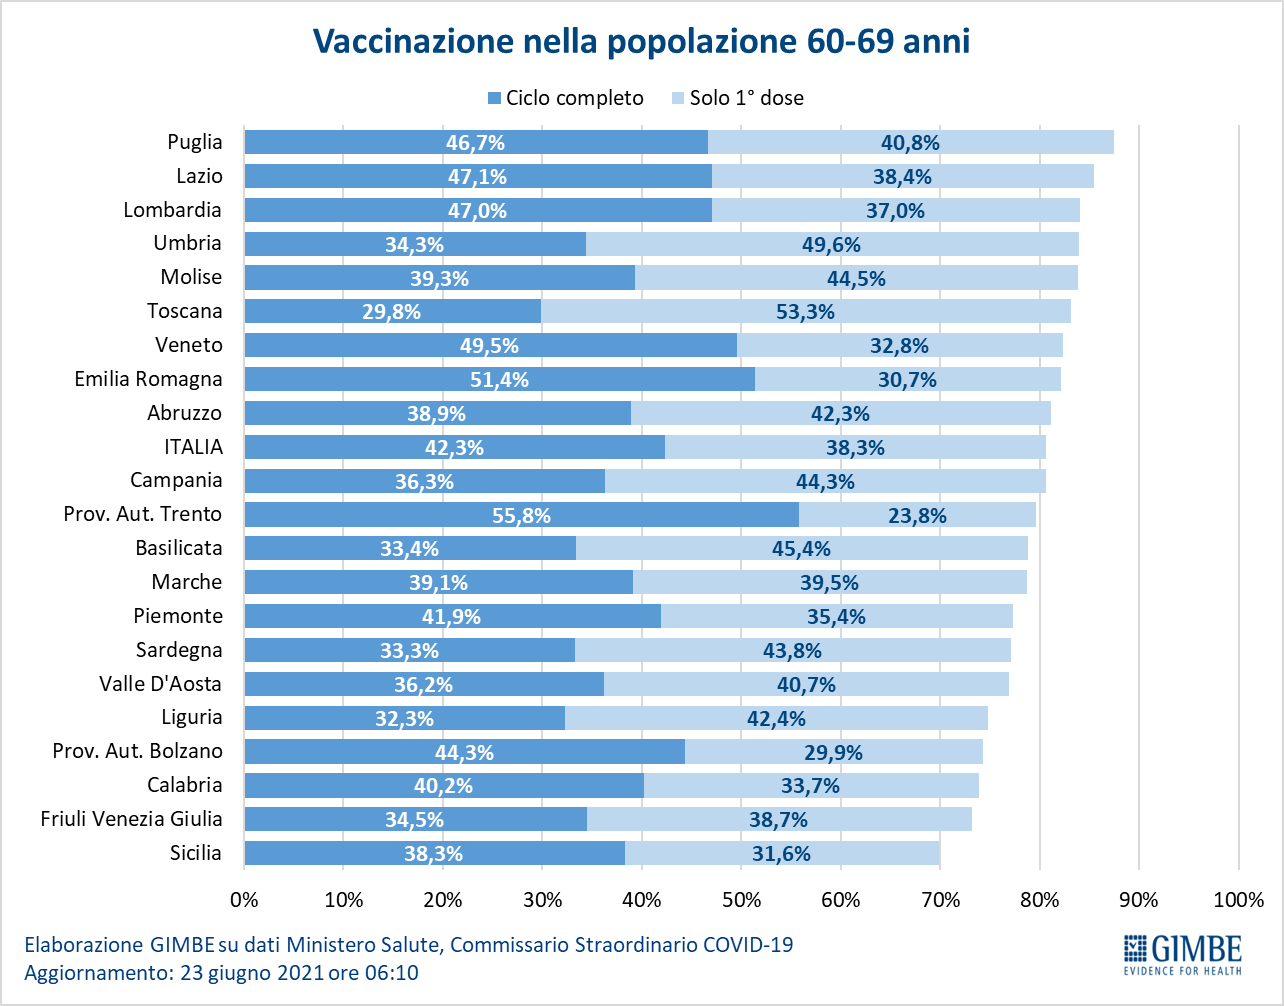 Vaccinazione nella popolazione 60-69 anni
Ciclo completo Solo 1° dose
Puglia 46,7% 40,8%
Lazio 47,1% 38,4%
Lombardia 47,0% 37,0%
Umbria 34,3% 49,6%
Molise 39,3% 44,5%
Toscana 29,8% 53,3%
Veneto 49,5% 32,8%
Emilia Romagna 51,4% 30,7%
Abruzzo 38,9% 42,3%
ITALIA 42,3% 38,3%
Campania 36,3% 44,3%
Prov. Aut. Trento 55,8% 23,8%
Basilicata 33,4% 45,4%
Marche 39,1% 39,5%
Piemonte 41,9% 35,4%
Sardegna 33,3% 43,8%
Valle D'Aosta 36,2% 40,7%
Liguria 32,3% 42,4%
Prov. Aut. Bolzano 44,3% 29,9%
Calabria 40,2% 33,7%
Friuli Venezia Giulia 34,5% 38,7%
Sicilia 38,3% 31,6%
0% 10% 20% 30% 40% 50% 60% 70% 80% 90% 100%
Elaborazione GIMBE su dati Ministero Salute, Commissario Straordinario COVID-19
Aggiornamento: 23 giugno 2021 ore 06:10
GIMBE
EVIDENCE FOR HEALTH